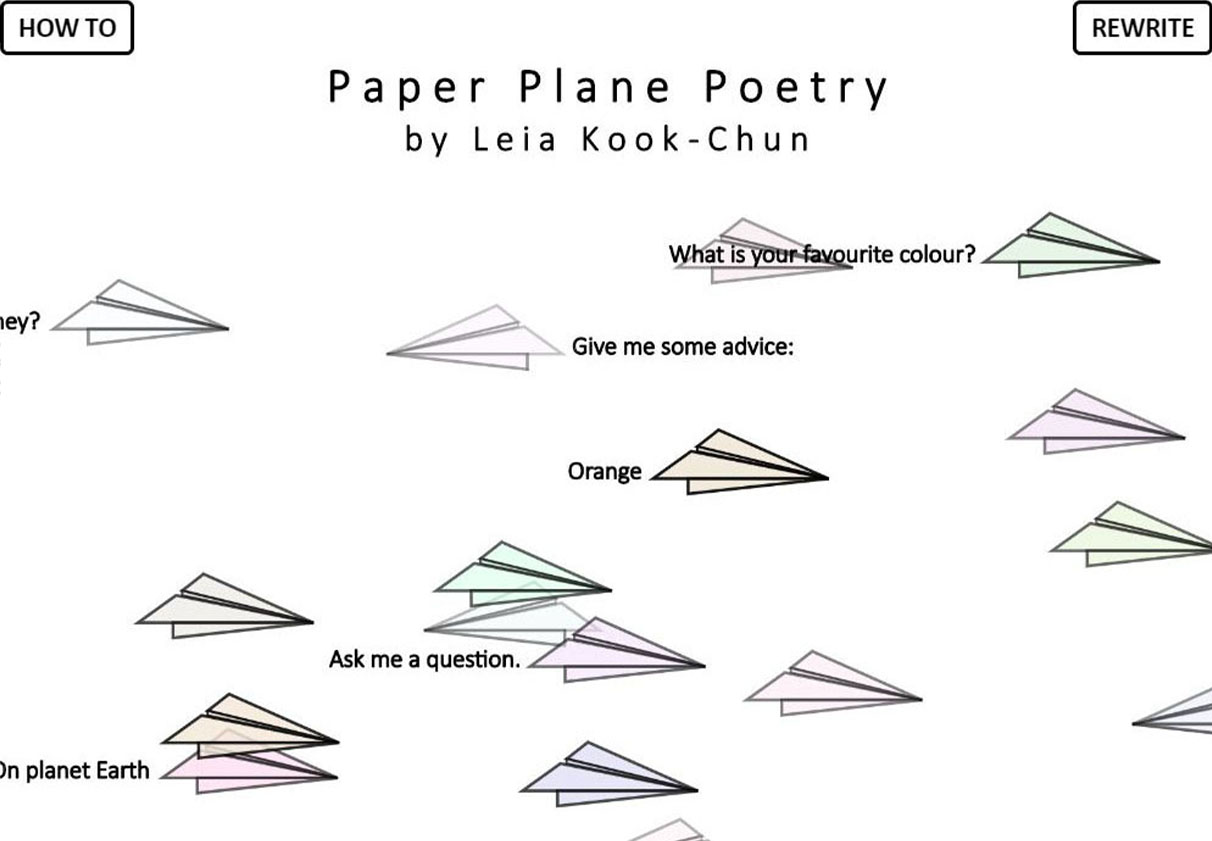 HOW TO
REWRITE
Paper Plane Poetry
by Leia Kook-Chun
What is your favourite colour?
ney?
Give me some advice:
Orange
Ask me a question.
On planet Earth